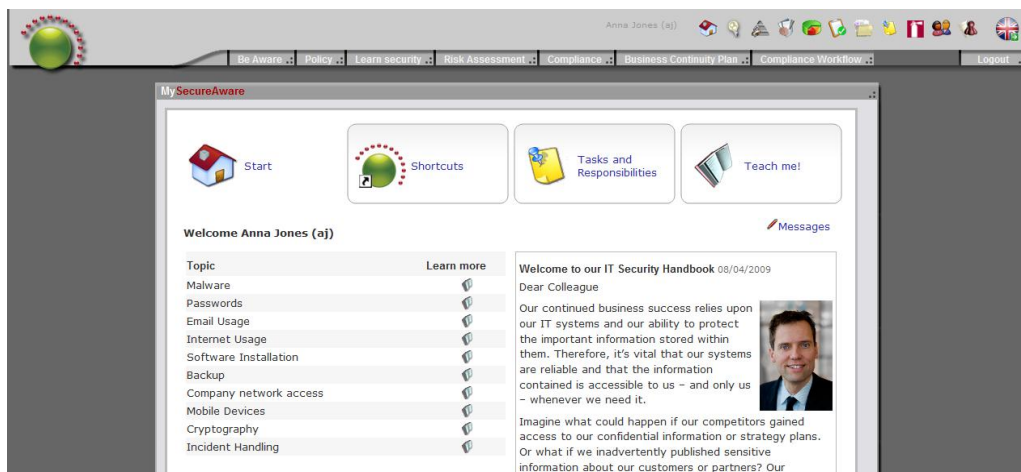 Anna Jones (aj)
Be Aware .: Policy .: Learn security .: Risk Assessment .: Compliance .: Business Continuity Plan .: Compliance Workflow .: Logout .:
MySecureAware
Start
Shortcuts
Tasks and
Responsibilities
Teach me!
Welcome Anna Jones (aj)
Messages
Topic Learn more
Malware
Passwords
Email Usage
Internet Usage
Software Installation
Backup
Company network access
Mobile Devices
Cryptography
Incident Handling
Welcome to our IT Security Handbook 08/04/2009
Dear Colleague
Our continued business success relies upon
our IT systems and our ability to protect
the important information stored within
them. Therefore, it's vital that our systems
are reliable and that the information
contained is accessible to us – and only us
– whenever we need it.
Imagine what could happen if our competitors gained
access to our confidential information or strategy plans.
Or what if we inadvertently published sensitive
information about our customers or partners? Our